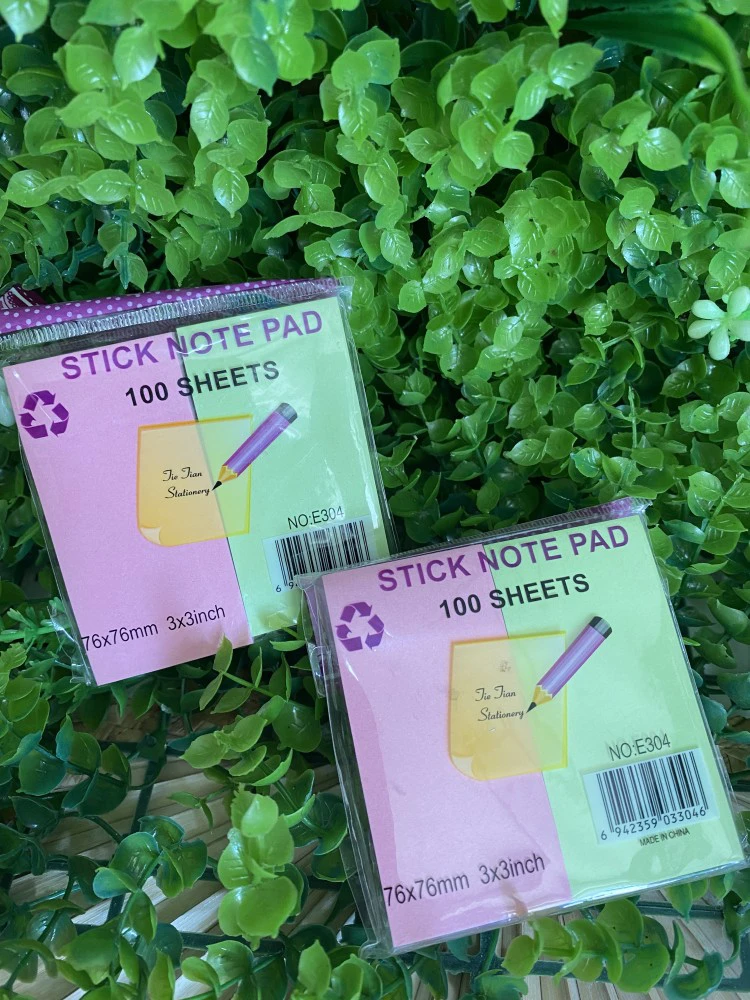 STICK NOTE PAD
100 SHEETS
Tie Tian
Stationery
NO:E304
76x76mm 3x3inch
STICK NOTE PAD
100 SHEETS
Tie Tian
Stationery
NO:E304
6 942359 033046
MADE IN CHINA
76x76mm 3x3inch